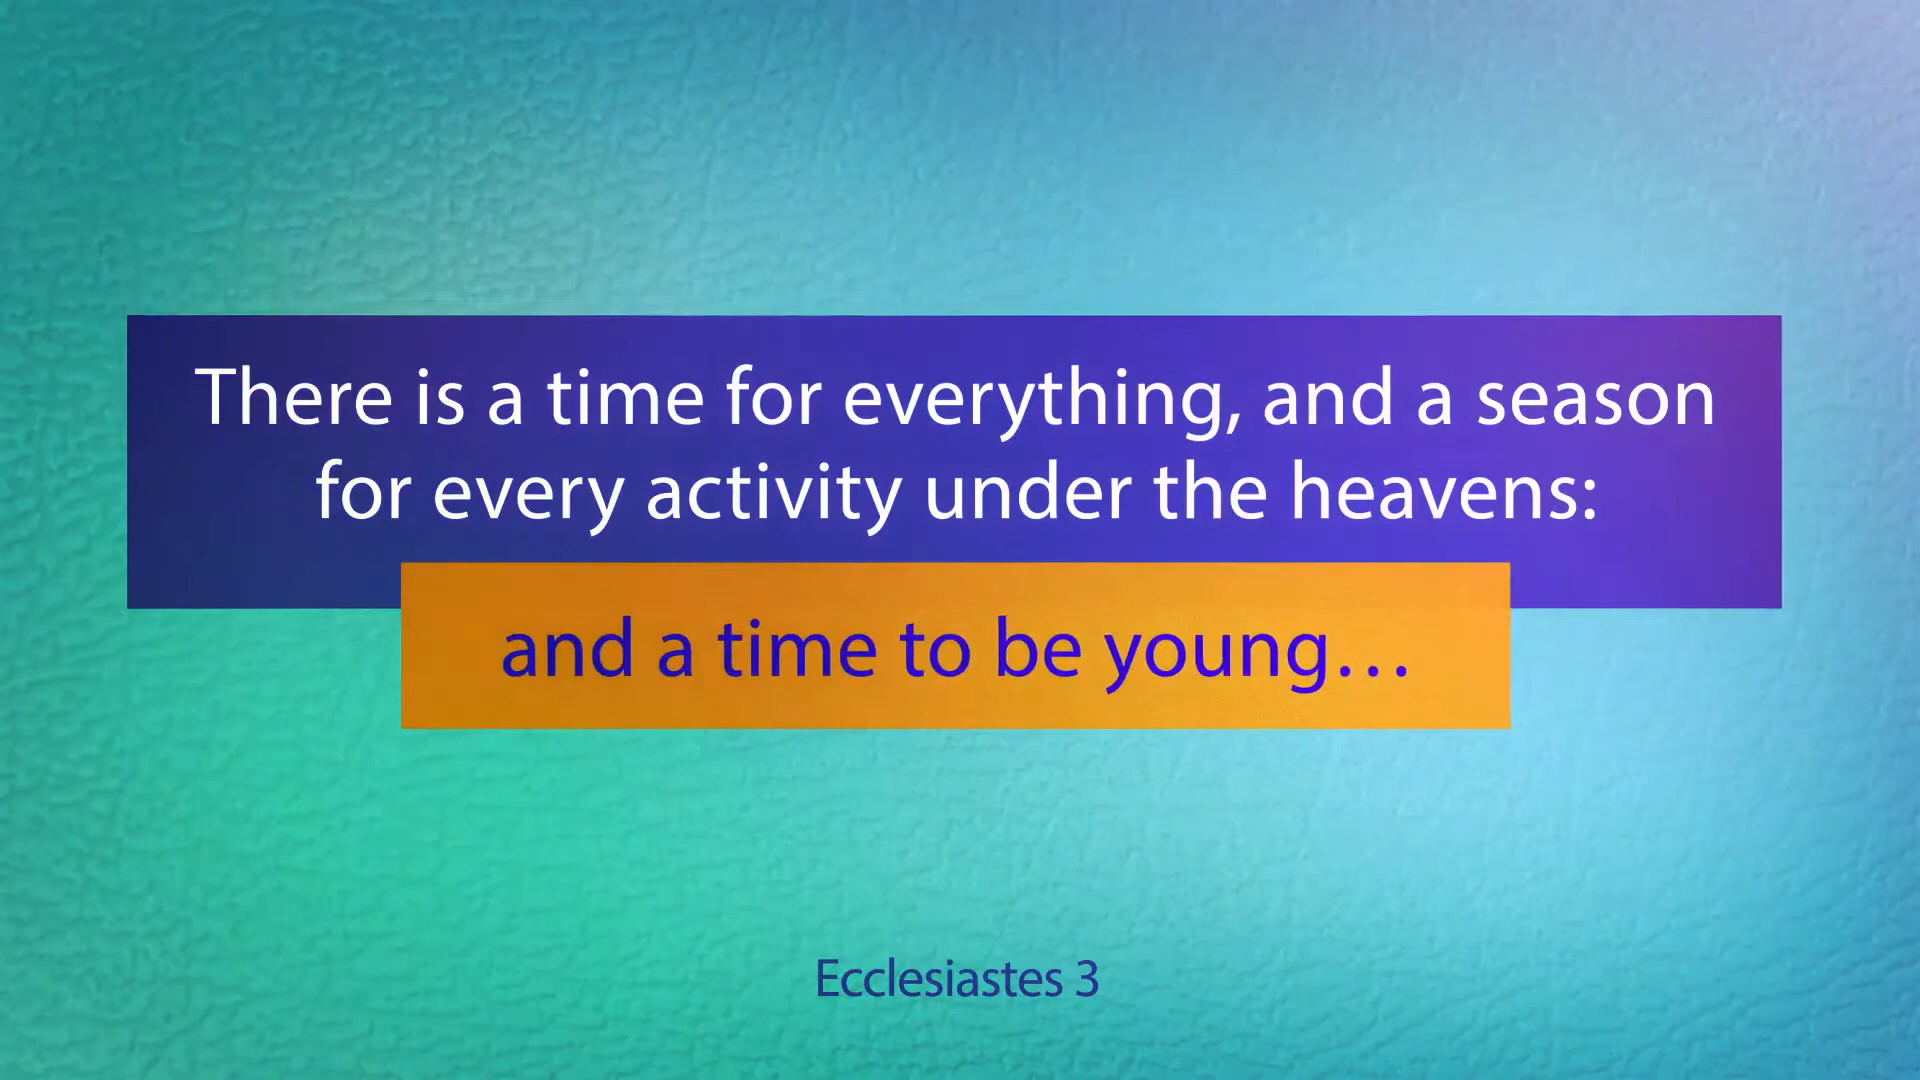 There is a time for everything, and a season
for every activity under the heavens:
and a time to be young…
Ecclesiastes 3